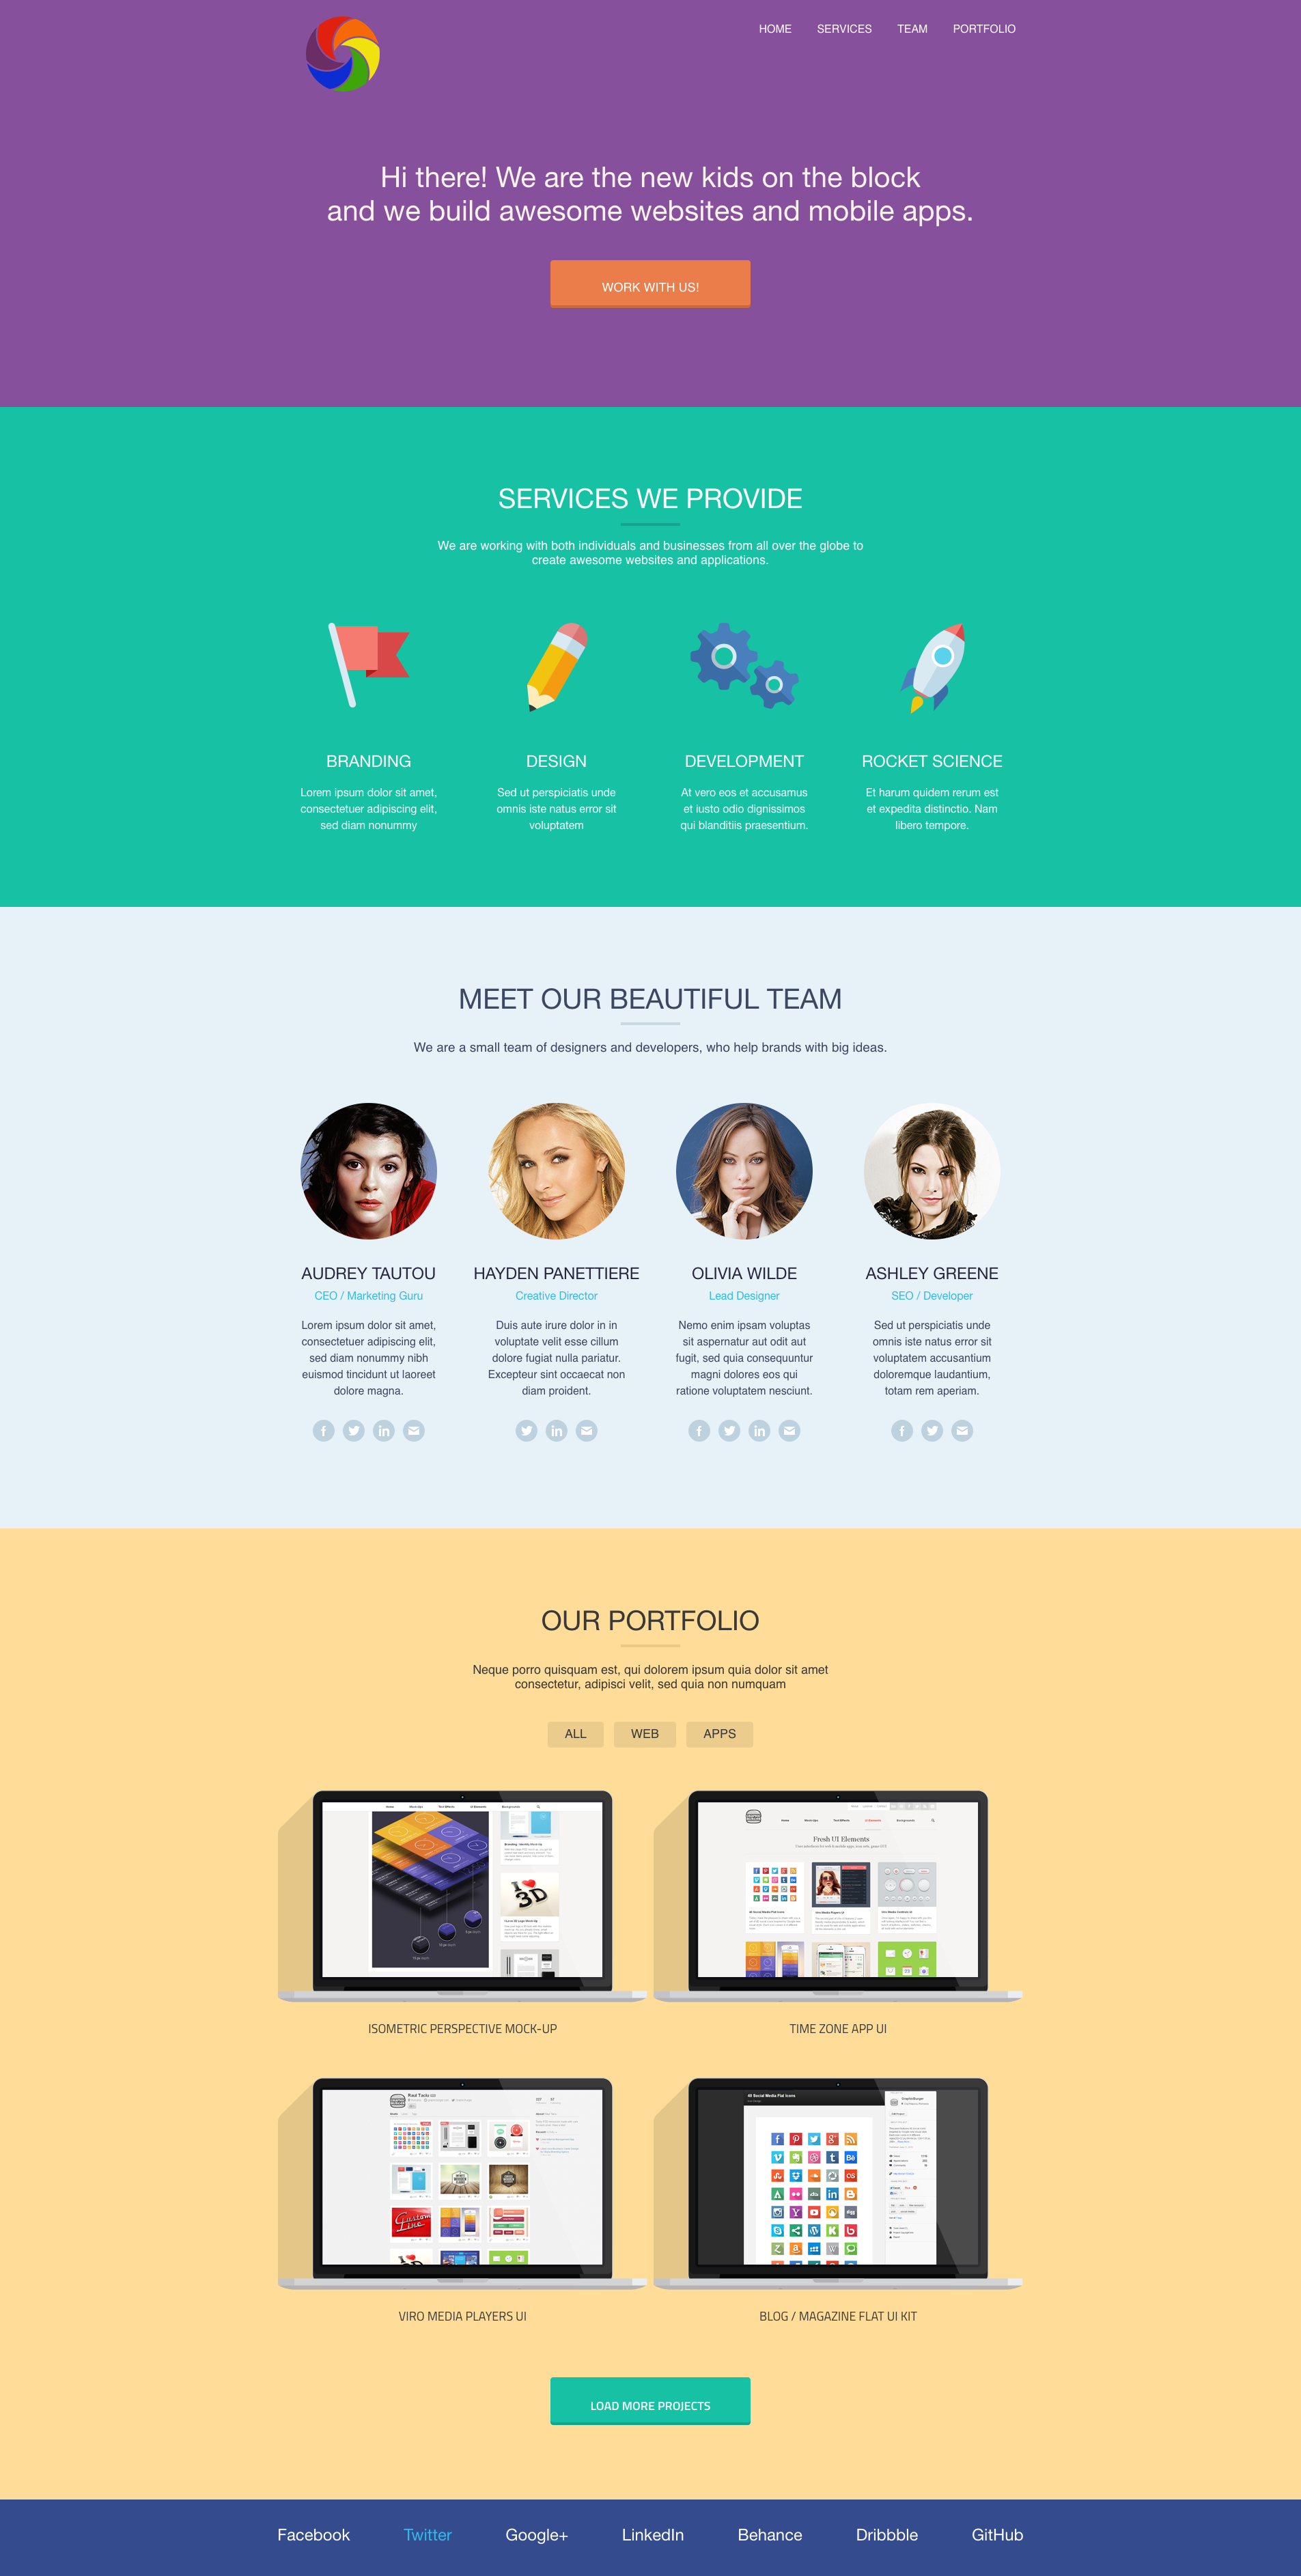 HOME SERVICES TEAM PORTFOLIO
Hi there! We are the new kids on the block
and we build awesome websites and mobile apps.
WORK WITH US!
SERVICES WE PROVIDE
We are working with both individuals and businesses from all over the globe to
create awesome websites and applications.
BRANDING
Lorem ipsum dolor sit amet,
consectetuer adipiscing elit,
sed diam nonummy
DESIGN
Sed ut perspiciatis unde
omnis iste natus error sit
voluptatem
DEVELOPMENT
At vero eos et accusamus
et iusto odio dignissimos
qui blanditiis praesentium.
ROCKET SCIENCE
Et harum quidem rerum est
et expedita distinctio. Nam
libero tempore.
MEET OUR BEAUTIFUL TEAM
We are a small team of designers and developers, who help brands with big ideas.
AUDREY TAUTOU
CEO / Marketing Guru
Lorem ipsum dolor sit amet,
consectetuer adipiscing elit,
sed diam nonummy nibh
euismod tincidunt ut laoreet
dolore magna.
HAYDEN PANETTIERE
Creative Director
Duis aute irure dolor in in
voluptate velit esse cillum
dolore fugiat nulla pariatur.
Excepteur sint occaecat non
diam proident.
OLIVIA WILDE
Lead Designer
Nemo enim ipsam voluptas
sit aspernatur aut odit aut
fugit, sed quia consequuntur
magni dolores eos qui
ratione voluptatem nesciunt.
ASHLEY GREENE
SEO / Developer
Sed ut perspiciatis unde
omnis iste natus error sit
voluptatem accusantium
doloremque laudantium,
totam rem aperiam.
OUR PORTFOLIO
Neque porro quisquam est, qui dolorem ipsum quia dolor sit amet
consectetur, adipisci velit, sed quia non numquam
ALL WEB APPS
I 3D
ISOMETRIC PERSPECTIVE MOCK-UP
Fresh UI Elements
TIME ZONE APP UI
Custom
Line
VIRO MEDIA PLAYERS UI
BLOG / MAGAZINE FLAT UI KIT
LOAD MORE PROJECTS
Facebook Twitter Google+ LinkedIn Behance Dribbble GitHub